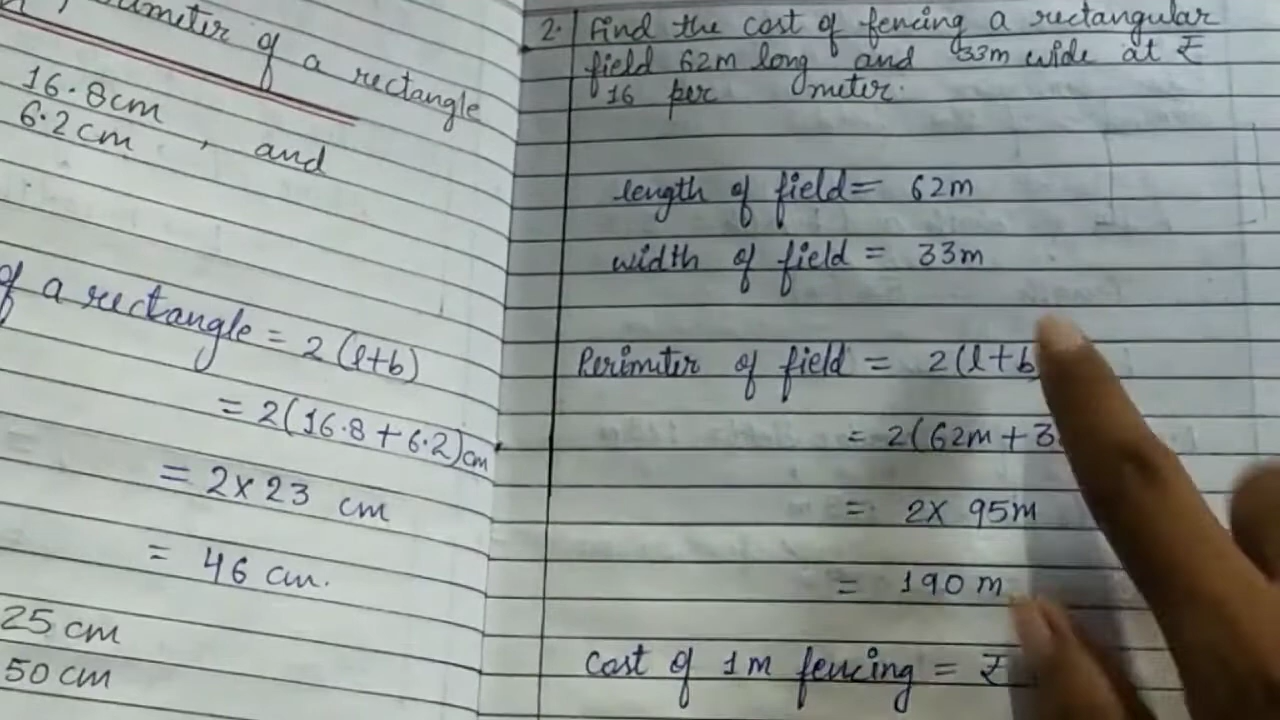 of a rectangle
16.8cm
6.2cm, and
of a rectangle = 2(l+b)
= 2(16.8+6.2)cm
= 2x23 cm
= 46 cm.
25 cm
50 cm
2. Find the cost of fencing a rectangular
field 62m long and 33m wide at ₹
16 per meter.
length of field = 62m
width of field = 33m
Perimiter of field = 2(l+b
= 2(62m+3
= 2x 95m
= 190 m
Cost of 1m fencing = ₹